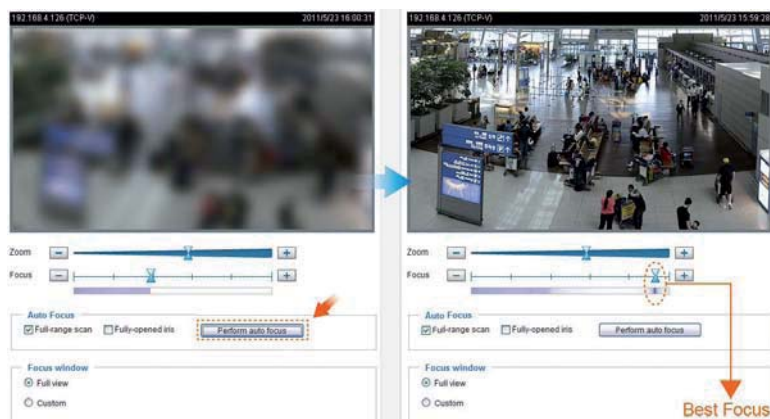 192.168.4.126 (TCP-V)
2011/5/23 16:00:31
Zoom
Focus
Auto Focus
Full-range scan
Fully-opened iris
Perform auto focus
Focus window
Full view
Custom
192.168.4.126 (TCP-V)
2011/5/23 15:59:28
Zoom
Focus
Auto Focus
Full-range scan
Fully-opened iris
Perform auto focus
Focus window
Full view
Custom
Best Focus